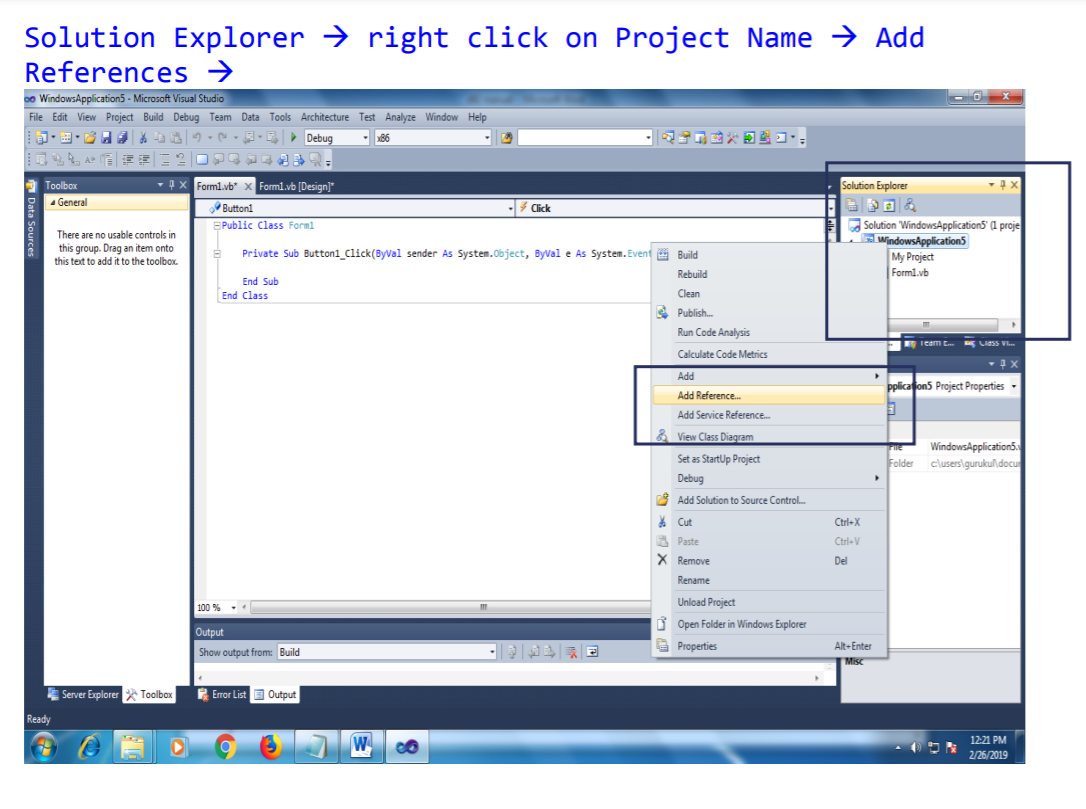 Solution Explorer → right click on Project Name → Add
References →
WindowsApplication5 - Microsoft Visual Studio
File Edit View Project Build Debug Team Data Tools Architecture Test Analyze Window Help
Debug x86
Toolbox
General
There are no usable controls in
this group. Drag an item onto
this text to add it to the toolbox.
Data Sources
Form1.vb* Form1.vb [Design]*
Button1 Click
Public Class Form1
Private Sub Button1_Click(ByVal sender As System.Object, ByVal e As System.Event
End Sub
End Class
100 %
Solution Explorer
Solution 'WindowsApplication5' (1 proje
WindowsApplication5
My Project
Form1.vb
Build
Rebuild
Clean
Publish...
Run Code Analysis
Calculate Code Metrics
Add
Add Reference...
Add Service Reference...
View Class Diagram
Set as StartUp Project
Debug
Add Solution to Source Control...
Cut Ctrl+X
Paste Ctrl+V
Remove Del
Rename
Unload Project
Open Folder in Windows Explorer
Properties Alt+Enter
Team E... Class Vi...
pplication5 Project Properties
File WindowsApplication5.v
Folder c:\users\gurukul\docur
Misc
Output
Show output from: Build
Server Explorer Toolbox Error List Output
Ready
12:21 PM
2/26/2019